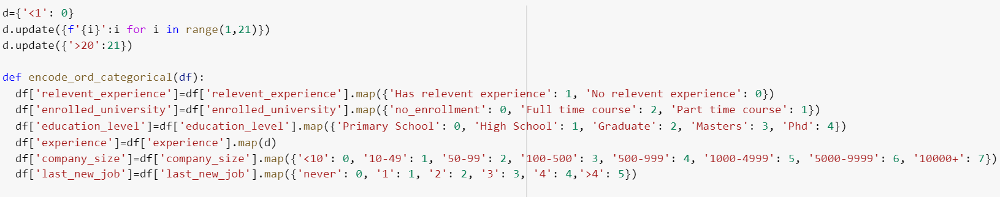 d={'<1': 0}
d.update({f'{i}':i for i in range(1,21)})
d.update({'>20':21})
def encode_ord_categorical(df):
  df['relevent_experience']=df['relevent_experience'].map({'Has relevent experience': 1, 'No relevent experience': 0})
  df['enrolled_university']=df['enrolled_university'].map({'no_enrollment': 0, 'Full time course': 2, 'Part time course': 1})
  df['education_level']=df['education_level'].map({'Primary School': 0, 'High School': 1, 'Graduate': 2, 'Masters': 3, 'Phd': 4})
  df['experience']=df['experience'].map(d)
  df['company_size']=df['company_size'].map({'<10': 0, '10-49': 1, '50-99': 2, '100-500': 3, '500-999': 4, '1000-4999': 5, '5000-9999': 6, '10000+': 7})
  df['last_new_job']=df['last_new_job'].map({'never': 0, '1': 1, '2': 2, '3': 3, '4': 4,'>4': 5})